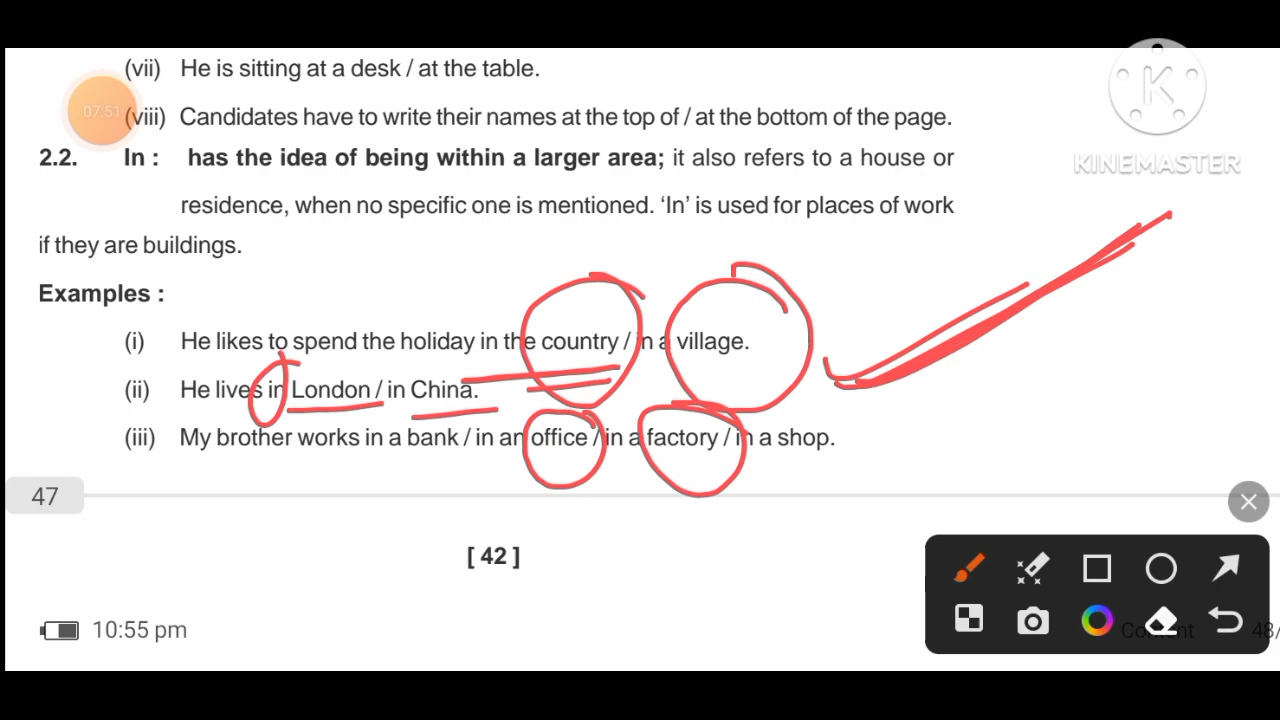 (vii) He is sitting at a desk / at the table.
07:51
(viii) Candidates have to write their names at the top of / at the bottom of the page.
K
KINEMASTER
2.2. In : has the idea of being within a larger area; it also refers to a house or
residence, when no specific one is mentioned. ‘In’ is used for places of work
if they are buildings.
Examples :
(i) He likes to spend the holiday in the country / in a village.
(ii) He lives in London / in China.
(iii) My brother works in a bank / in an office / in a factory / in a shop.
47
[ 42 ]
10:55 pm
Content
48/